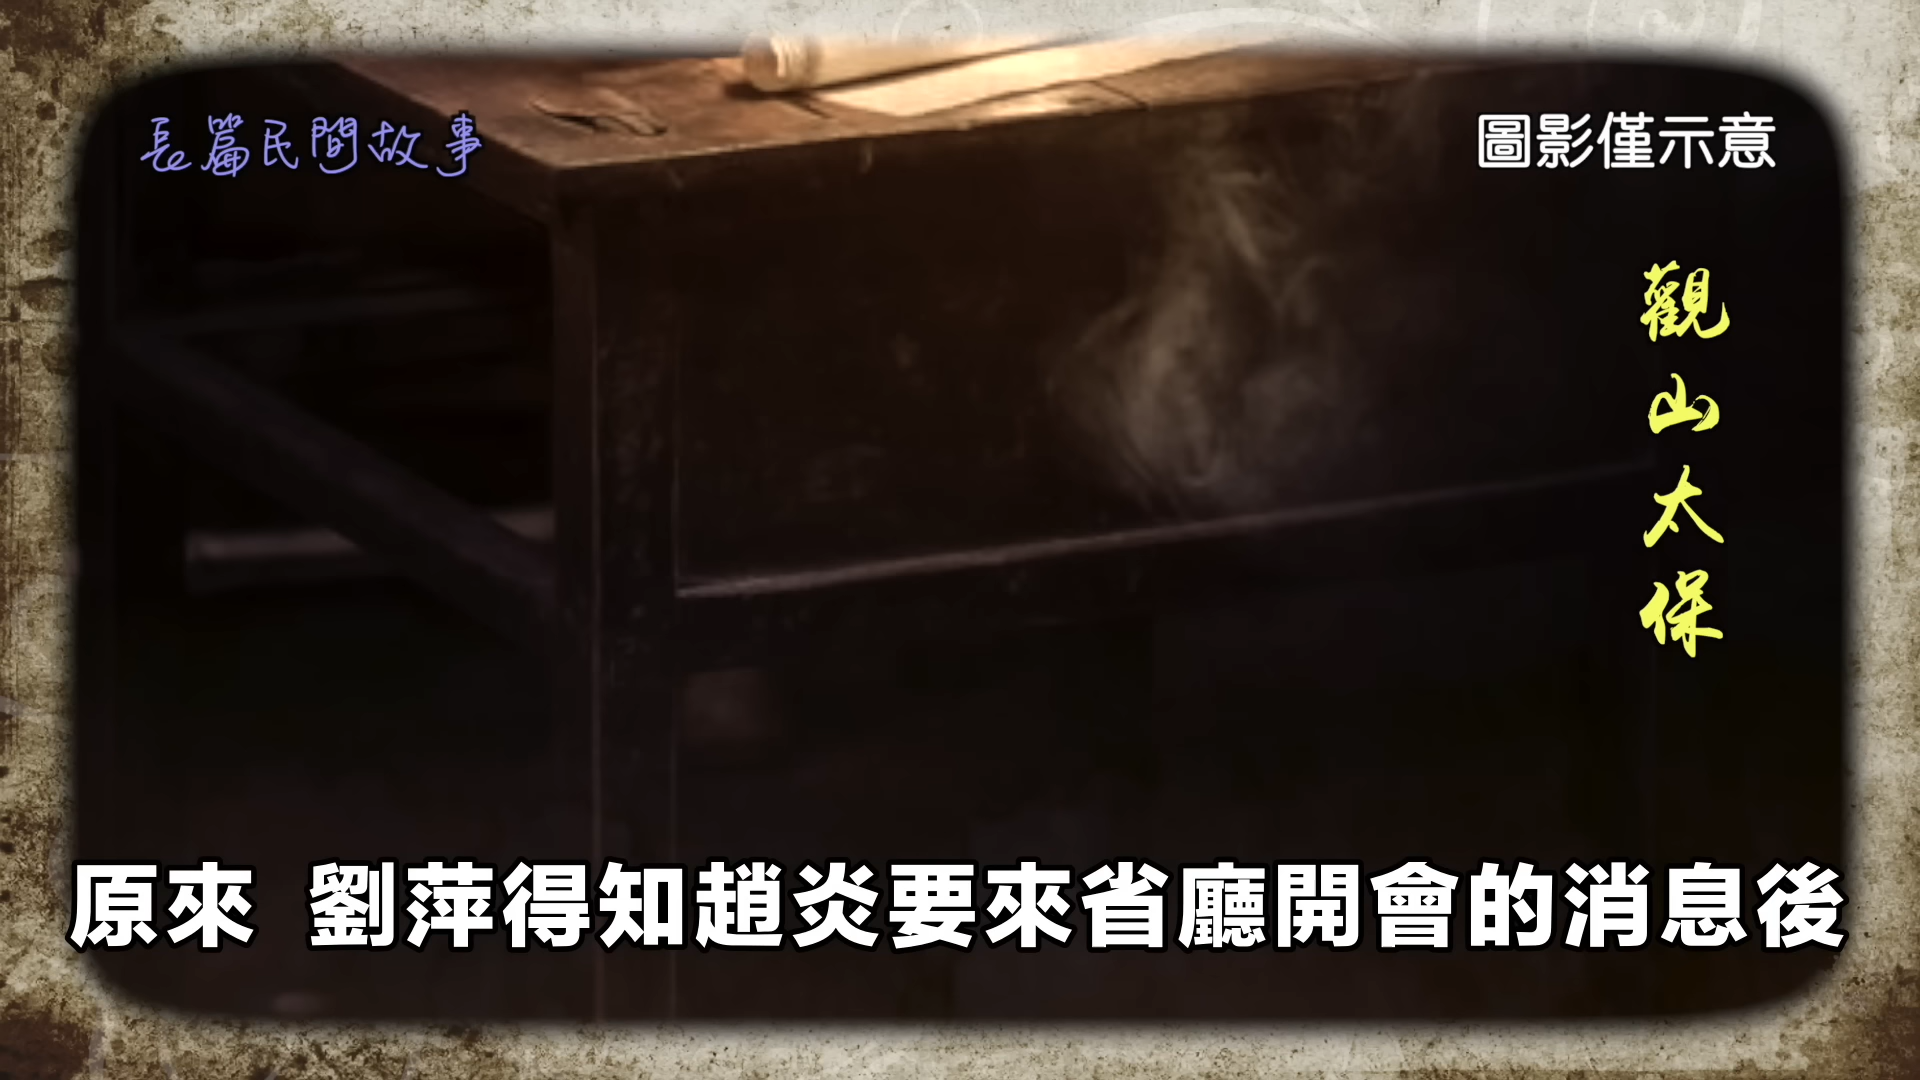 長篇民間故事
圖影僅示意
觀山太保
原來 劉萍得知趙炎要來省廳開會的消息後